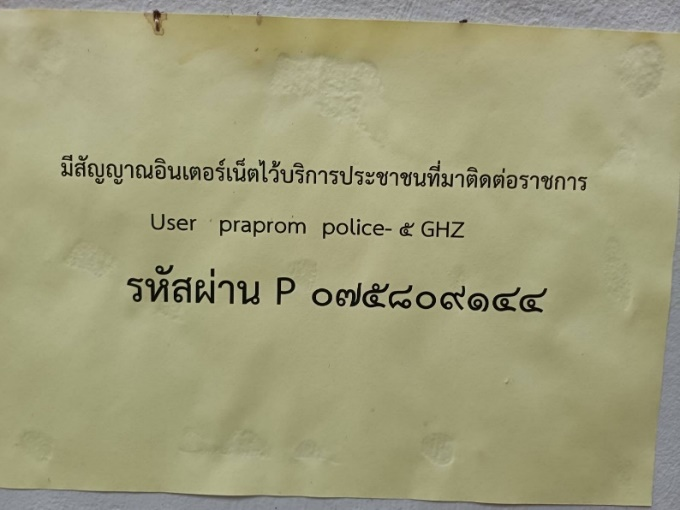 มีสัญญาณอินเตอร์เน็ตไว้บริการประชาชนที่มาติดต่อราชการ
User praprom police- ๕ GHZ
รหัสผ่าน P ๐๗๕๘๐๙๑๔๔